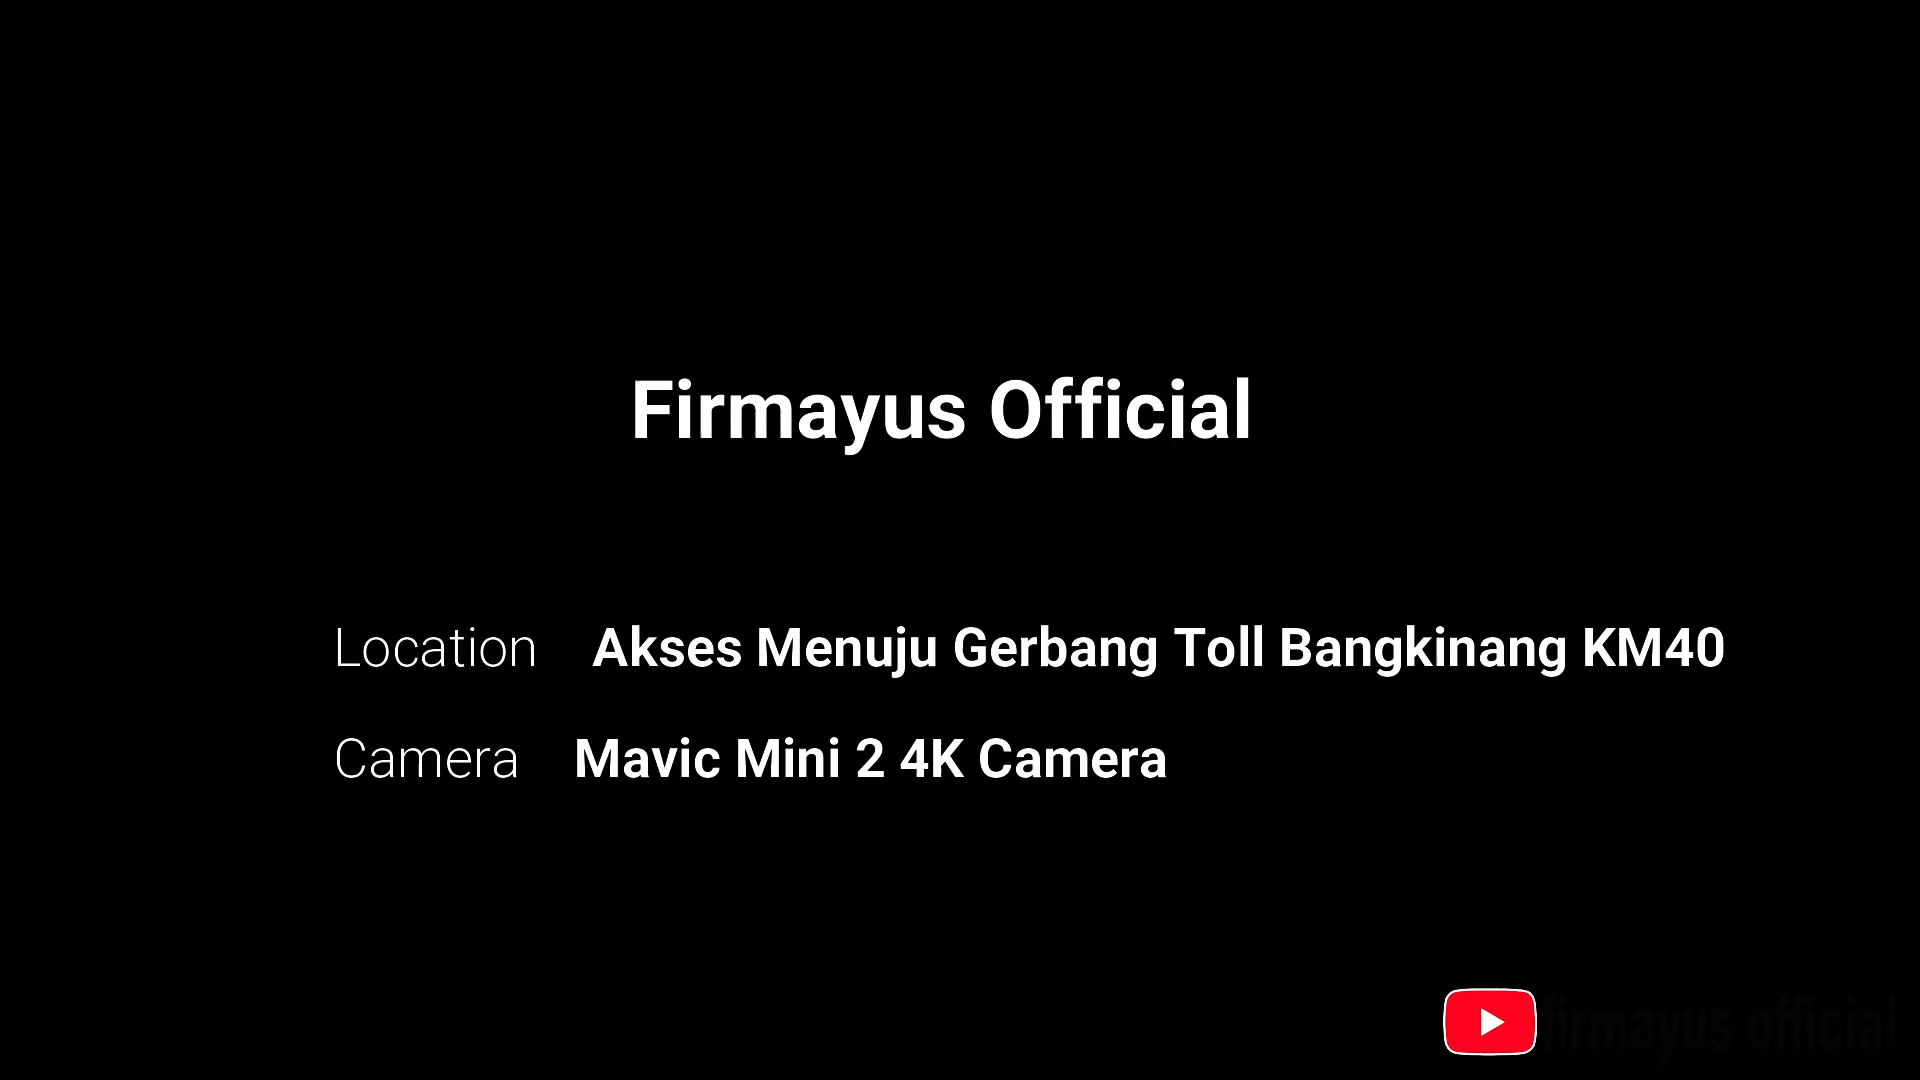 Firmayus Official
Location Akses Menuju Gerbang Toll Bangkinang KM40
Camera Mavic Mini 2 4K Camera
firmayus official